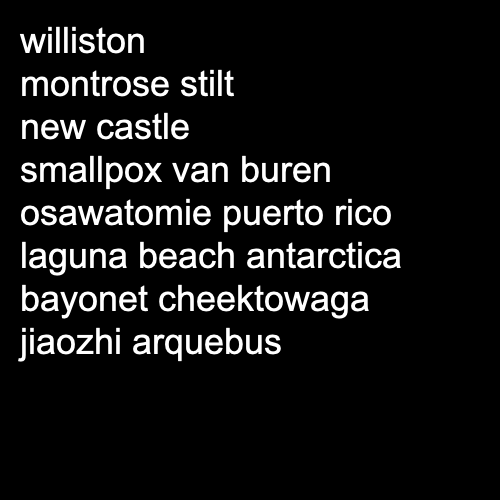 williston
montrose stilt
new castle
smallpox van buren
osawatomie puerto rico
laguna beach antarctica
bayonet cheektowaga
jiaozhi arquebus